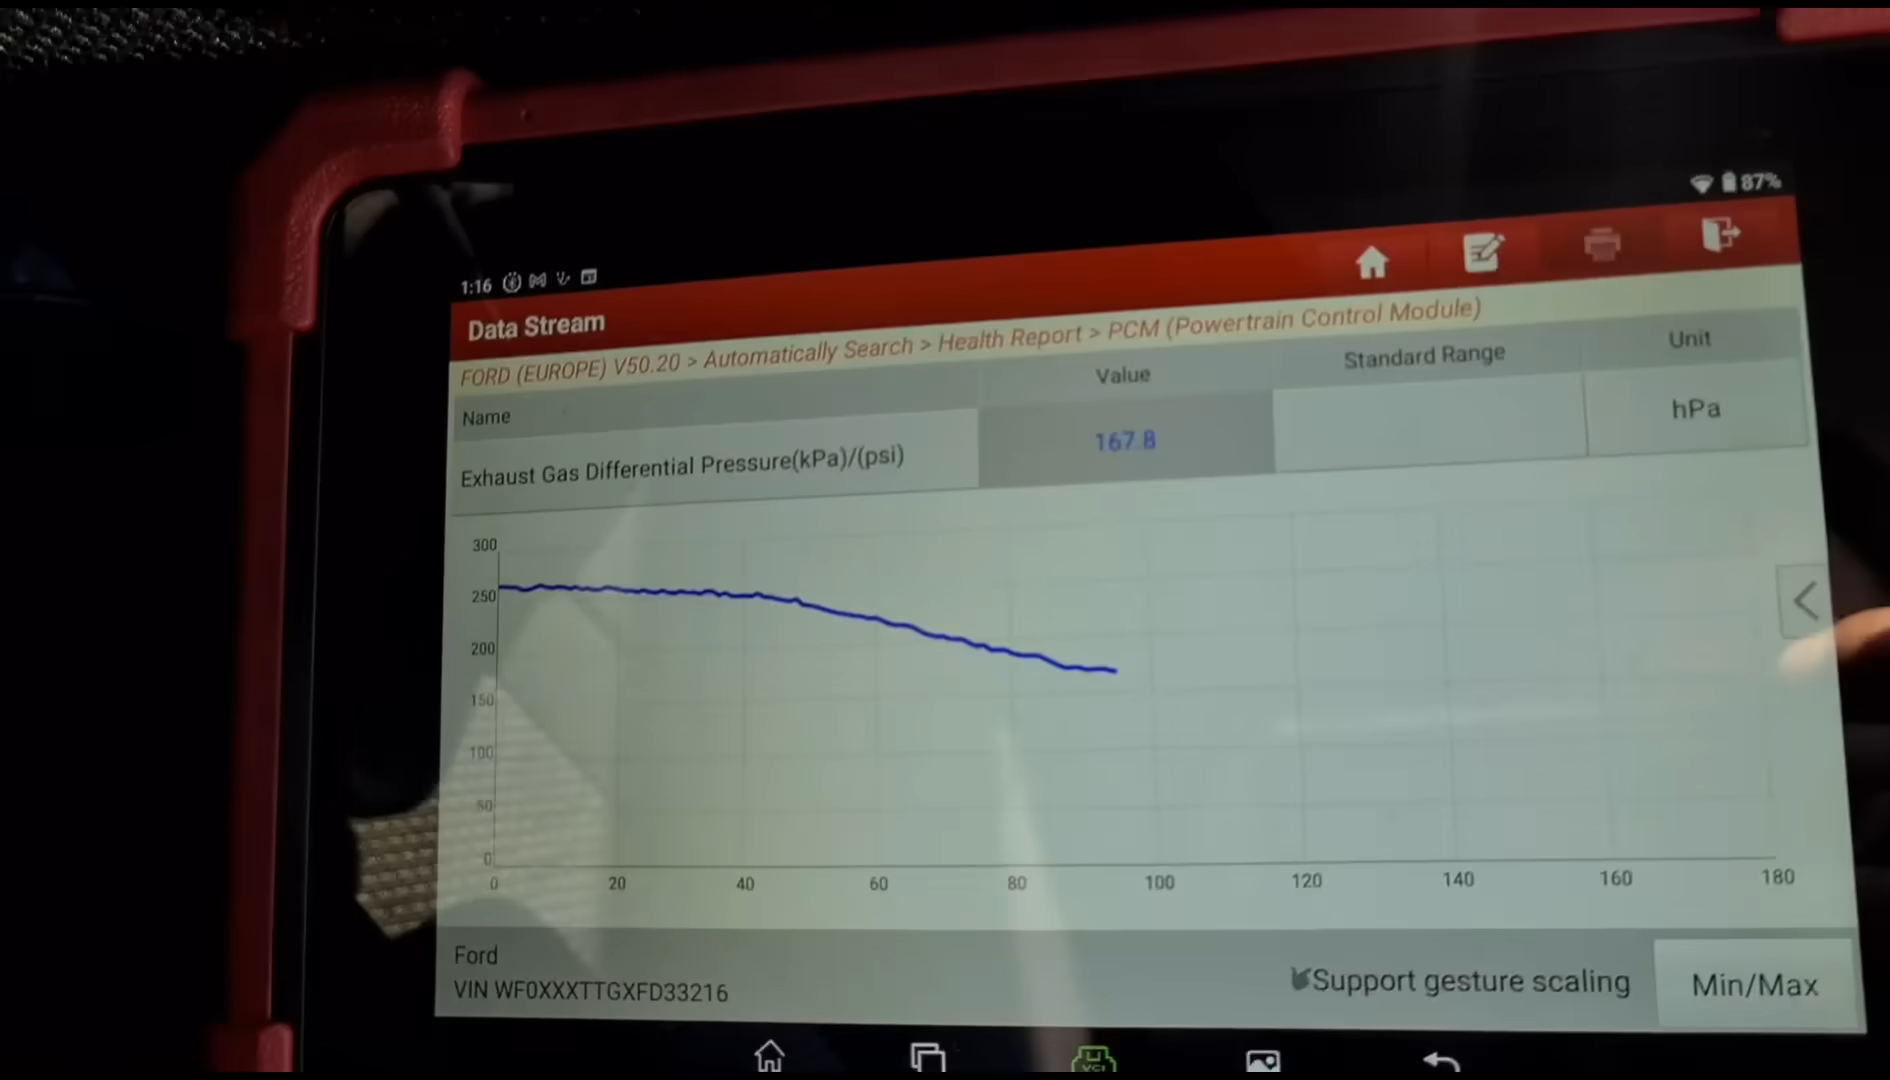 87%
1:16
Data Stream
FORD (EUROPE) V50.20 > Automatically Search > Health Report > PCM (Powertrain Control Module)
Name Value Standard Range Unit
Exhaust Gas Differential Pressure(kPa)/(psi) 167.8 hPa
300
250
200
150
100
50
0
0 20 40 60 80 100 120 140 160 180
Ford
VIN WF0XXXTTGXFD33216
Support gesture scaling
Min/Max
VCI